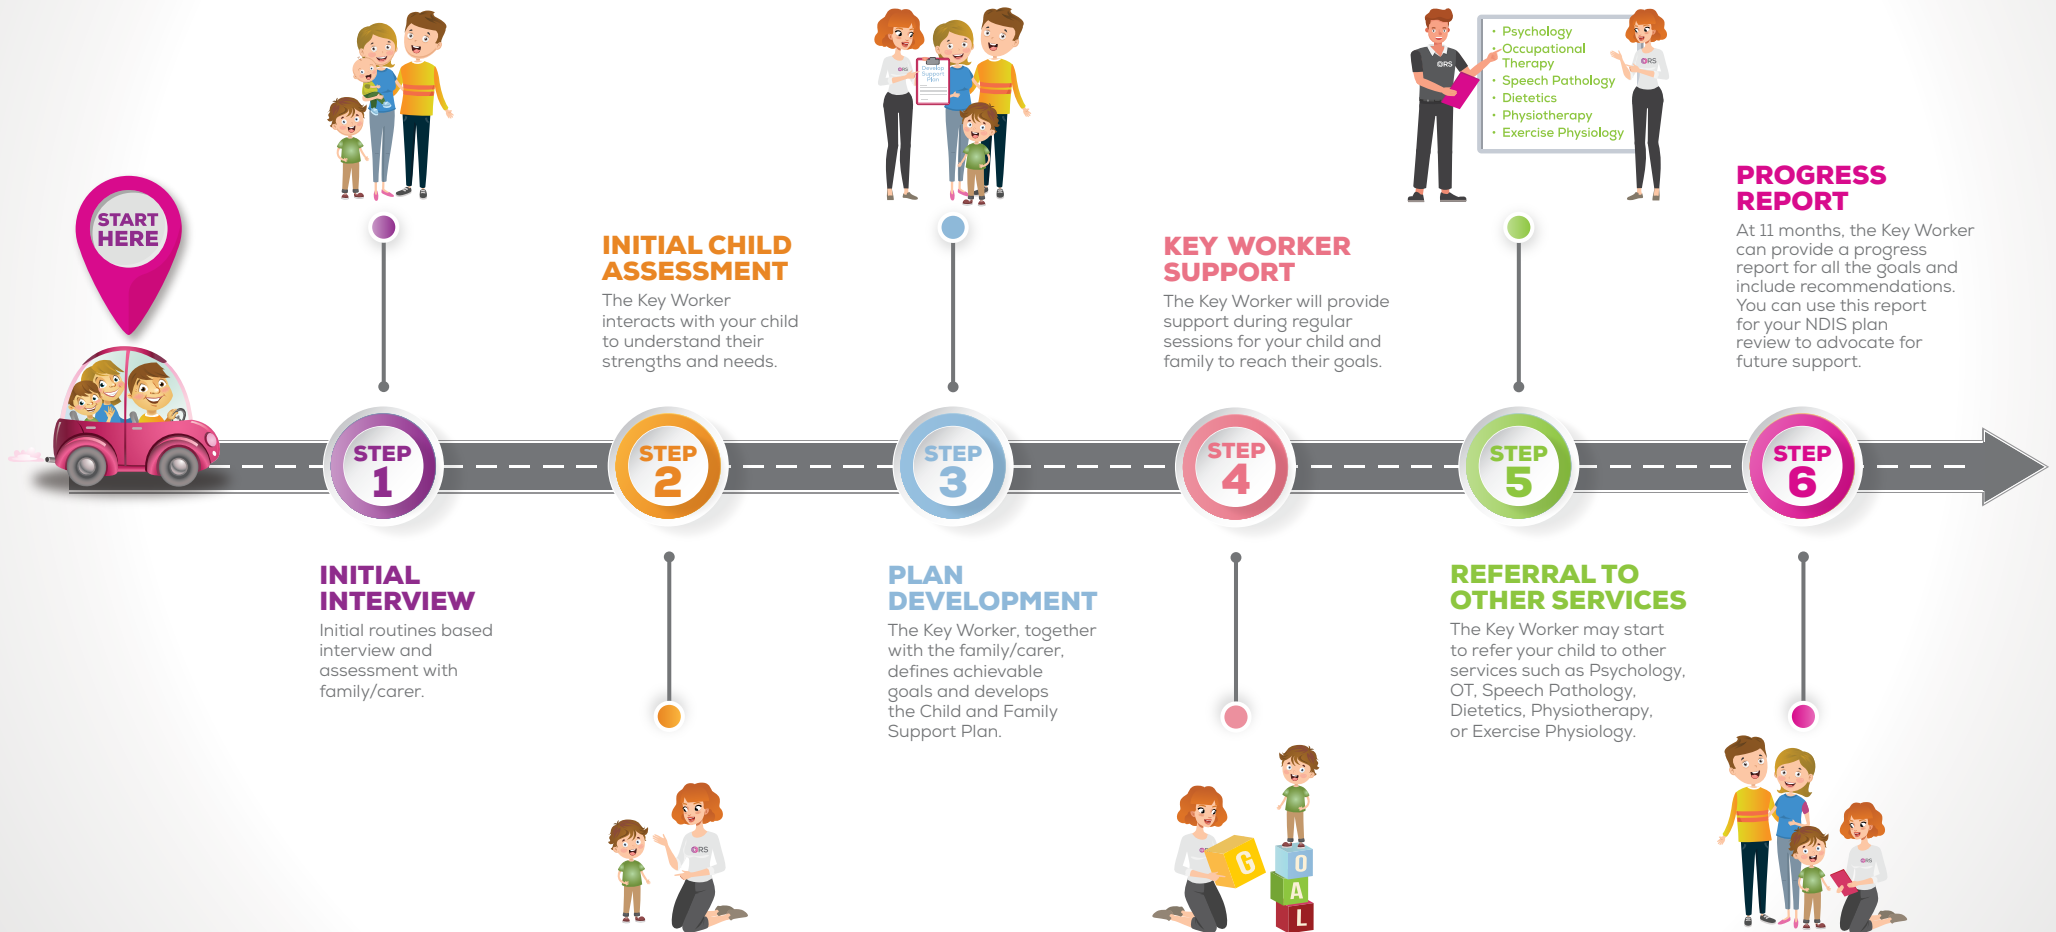 START
HERE
STEP
1
INITIAL
INTERVIEW
Initial routines based
interview and
assessment with
family/carer.
INITIAL CHILD
ASSESSMENT
The Key Worker
interacts with your child
to understand their
strengths and needs.
STEP
2
ORS
ORS
Develop
Support
Plan
STEP
3
PLAN
DEVELOPMENT
The Key Worker, together
with the family/carer,
defines achievable
goals and develops
the Child and Family
Support Plan.
KEY WORKER
SUPPORT
The Key Worker will provide
support during regular
sessions for your child and
family to reach their goals.
STEP
4
G
O
A
L
ORS
• Psychology
• Occupational
Therapy
• Speech Pathology
• Dietetics
• Physiotherapy
• Exercise Physiology
ORS
STEP
5
REFERRAL TO
OTHER SERVICES
The Key Worker may start
to refer your child to other
services such as Psychology,
OT, Speech Pathology,
Dietetics, Physiotherapy,
or Exercise Physiology.
PROGRESS
REPORT
At 11 months, the Key Worker
can provide a progress
report for all the goals and
include recommendations.
You can use this report
for your NDIS plan
review to advocate for
future support.
STEP
6
ORS